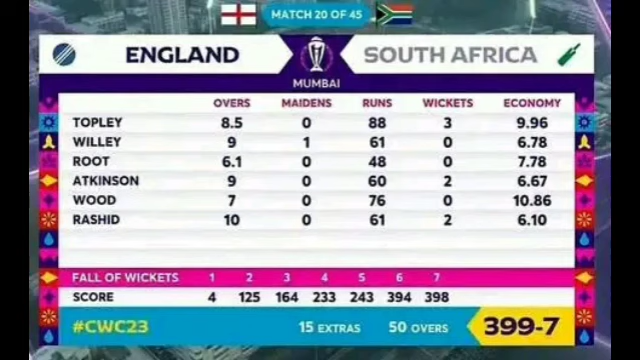 MATCH 20 OF 45
ENGLAND SOUTH AFRICA
MUMBAI
OVERS MAIDENS RUNS WICKETS ECONOMY
TOPLEY 8.5 0 88 3 9.96
WILLEY 9 1 61 0 6.78
ROOT 6.1 0 48 0 7.78
ATKINSON 9 0 60 2 6.67
WOOD 7 0 76 0 10.86
RASHID 10 0 61 2 6.10
FALL OF WICKETS 1 2 3 4 5 6 7
SCORE 4 125 164 233 243 394 398
#CWC23 15 EXTRAS 50 OVERS 399-7